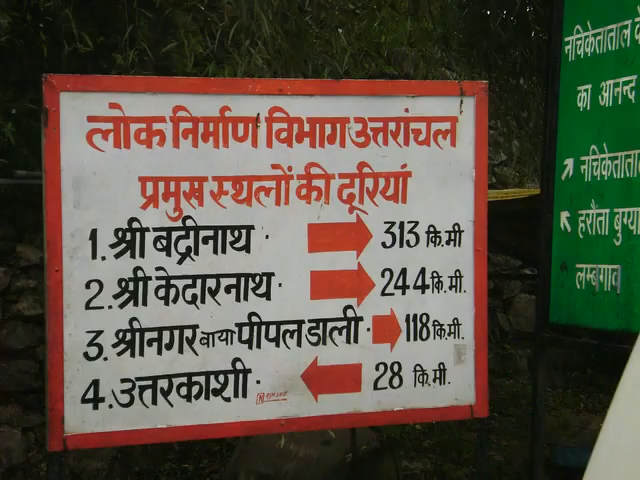 लोक निर्माण विभाग उत्तरांचल
प्रमुख स्थलों की दूरियां
1. श्री बद्रीनाथ · 313 कि.मी
2. श्री केदारनाथ · 244 कि.मी.
3. श्रीनगर बाया पीपल डाली · 118 कि.मी.
4. उत्तरकाशी · 28 कि.मी.
नचिकेताताल
का आनन्द
नचिकेताताल
हरौंता बुग्या
लम्बगाव